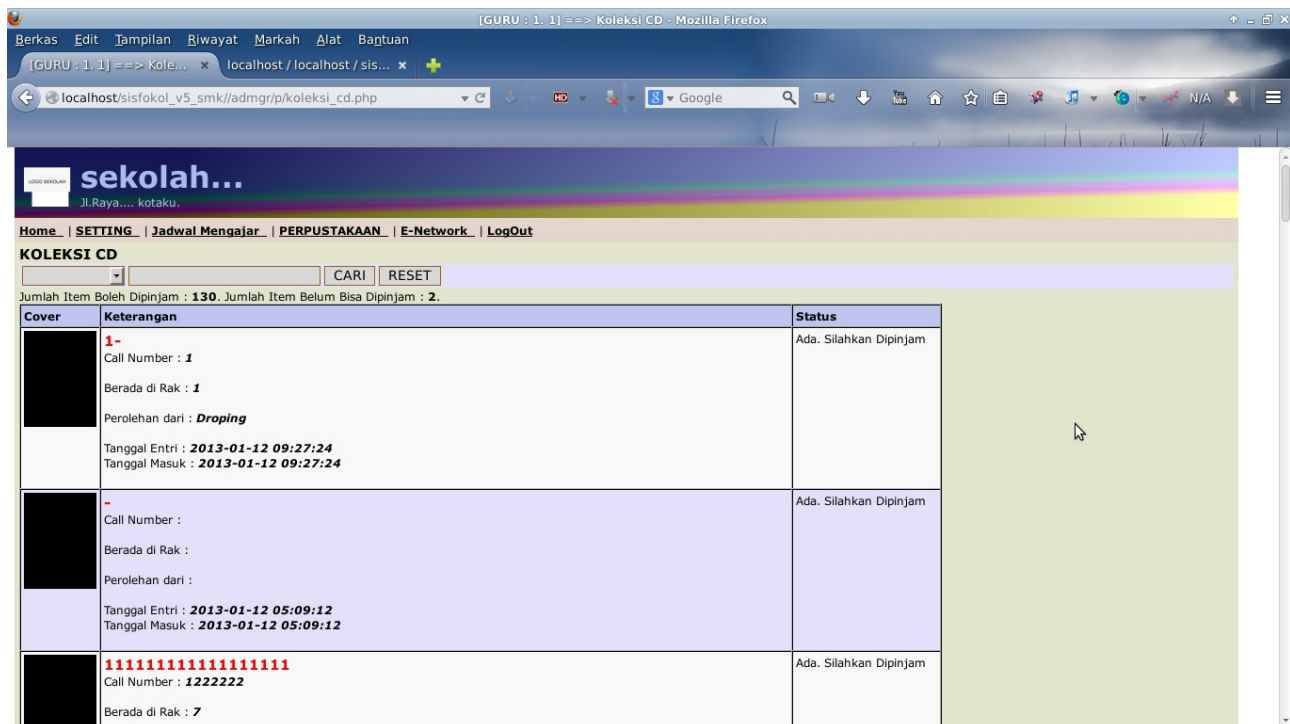 [GURU : 1. 1] ==> Koleksi CD - Mozilla Firefox
Berkas Edit Tampilan Riwayat Markah Alat Bantuan
[GURU : 1. 1] ==> Kole... localhost / localhost / sis...
localhost/sisfokol_v5_smk//admgr/p/koleksi_cd.php HD Google You Tube N/A
LOGO SEKOLAH
sekolah...
Jl.Raya.... kotaku.
Home | SETTING | Jadwal Mengajar | PERPUSTAKAAN | E-Network | LogOut
KOLEKSI CD
CARI RESET
Jumlah Item Boleh Dipinjam : 130. Jumlah Item Belum Bisa Dipinjam : 2.
Cover Keterangan Status
1- Ada. Silahkan Dipinjam
Call Number : 1
Berada di Rak : 1
Perolehan dari : Droping
Tanggal Entri : 2013-01-12 09:27:24
Tanggal Masuk : 2013-01-12 09:27:24
- Ada. Silahkan Dipinjam
Call Number :
Berada di Rak :
Perolehan dari :
Tanggal Entri : 2013-01-12 05:09:12
Tanggal Masuk : 2013-01-12 05:09:12
111111111111111111 Ada. Silahkan Dipinjam
Call Number : 1222222
Berada di Rak : 7